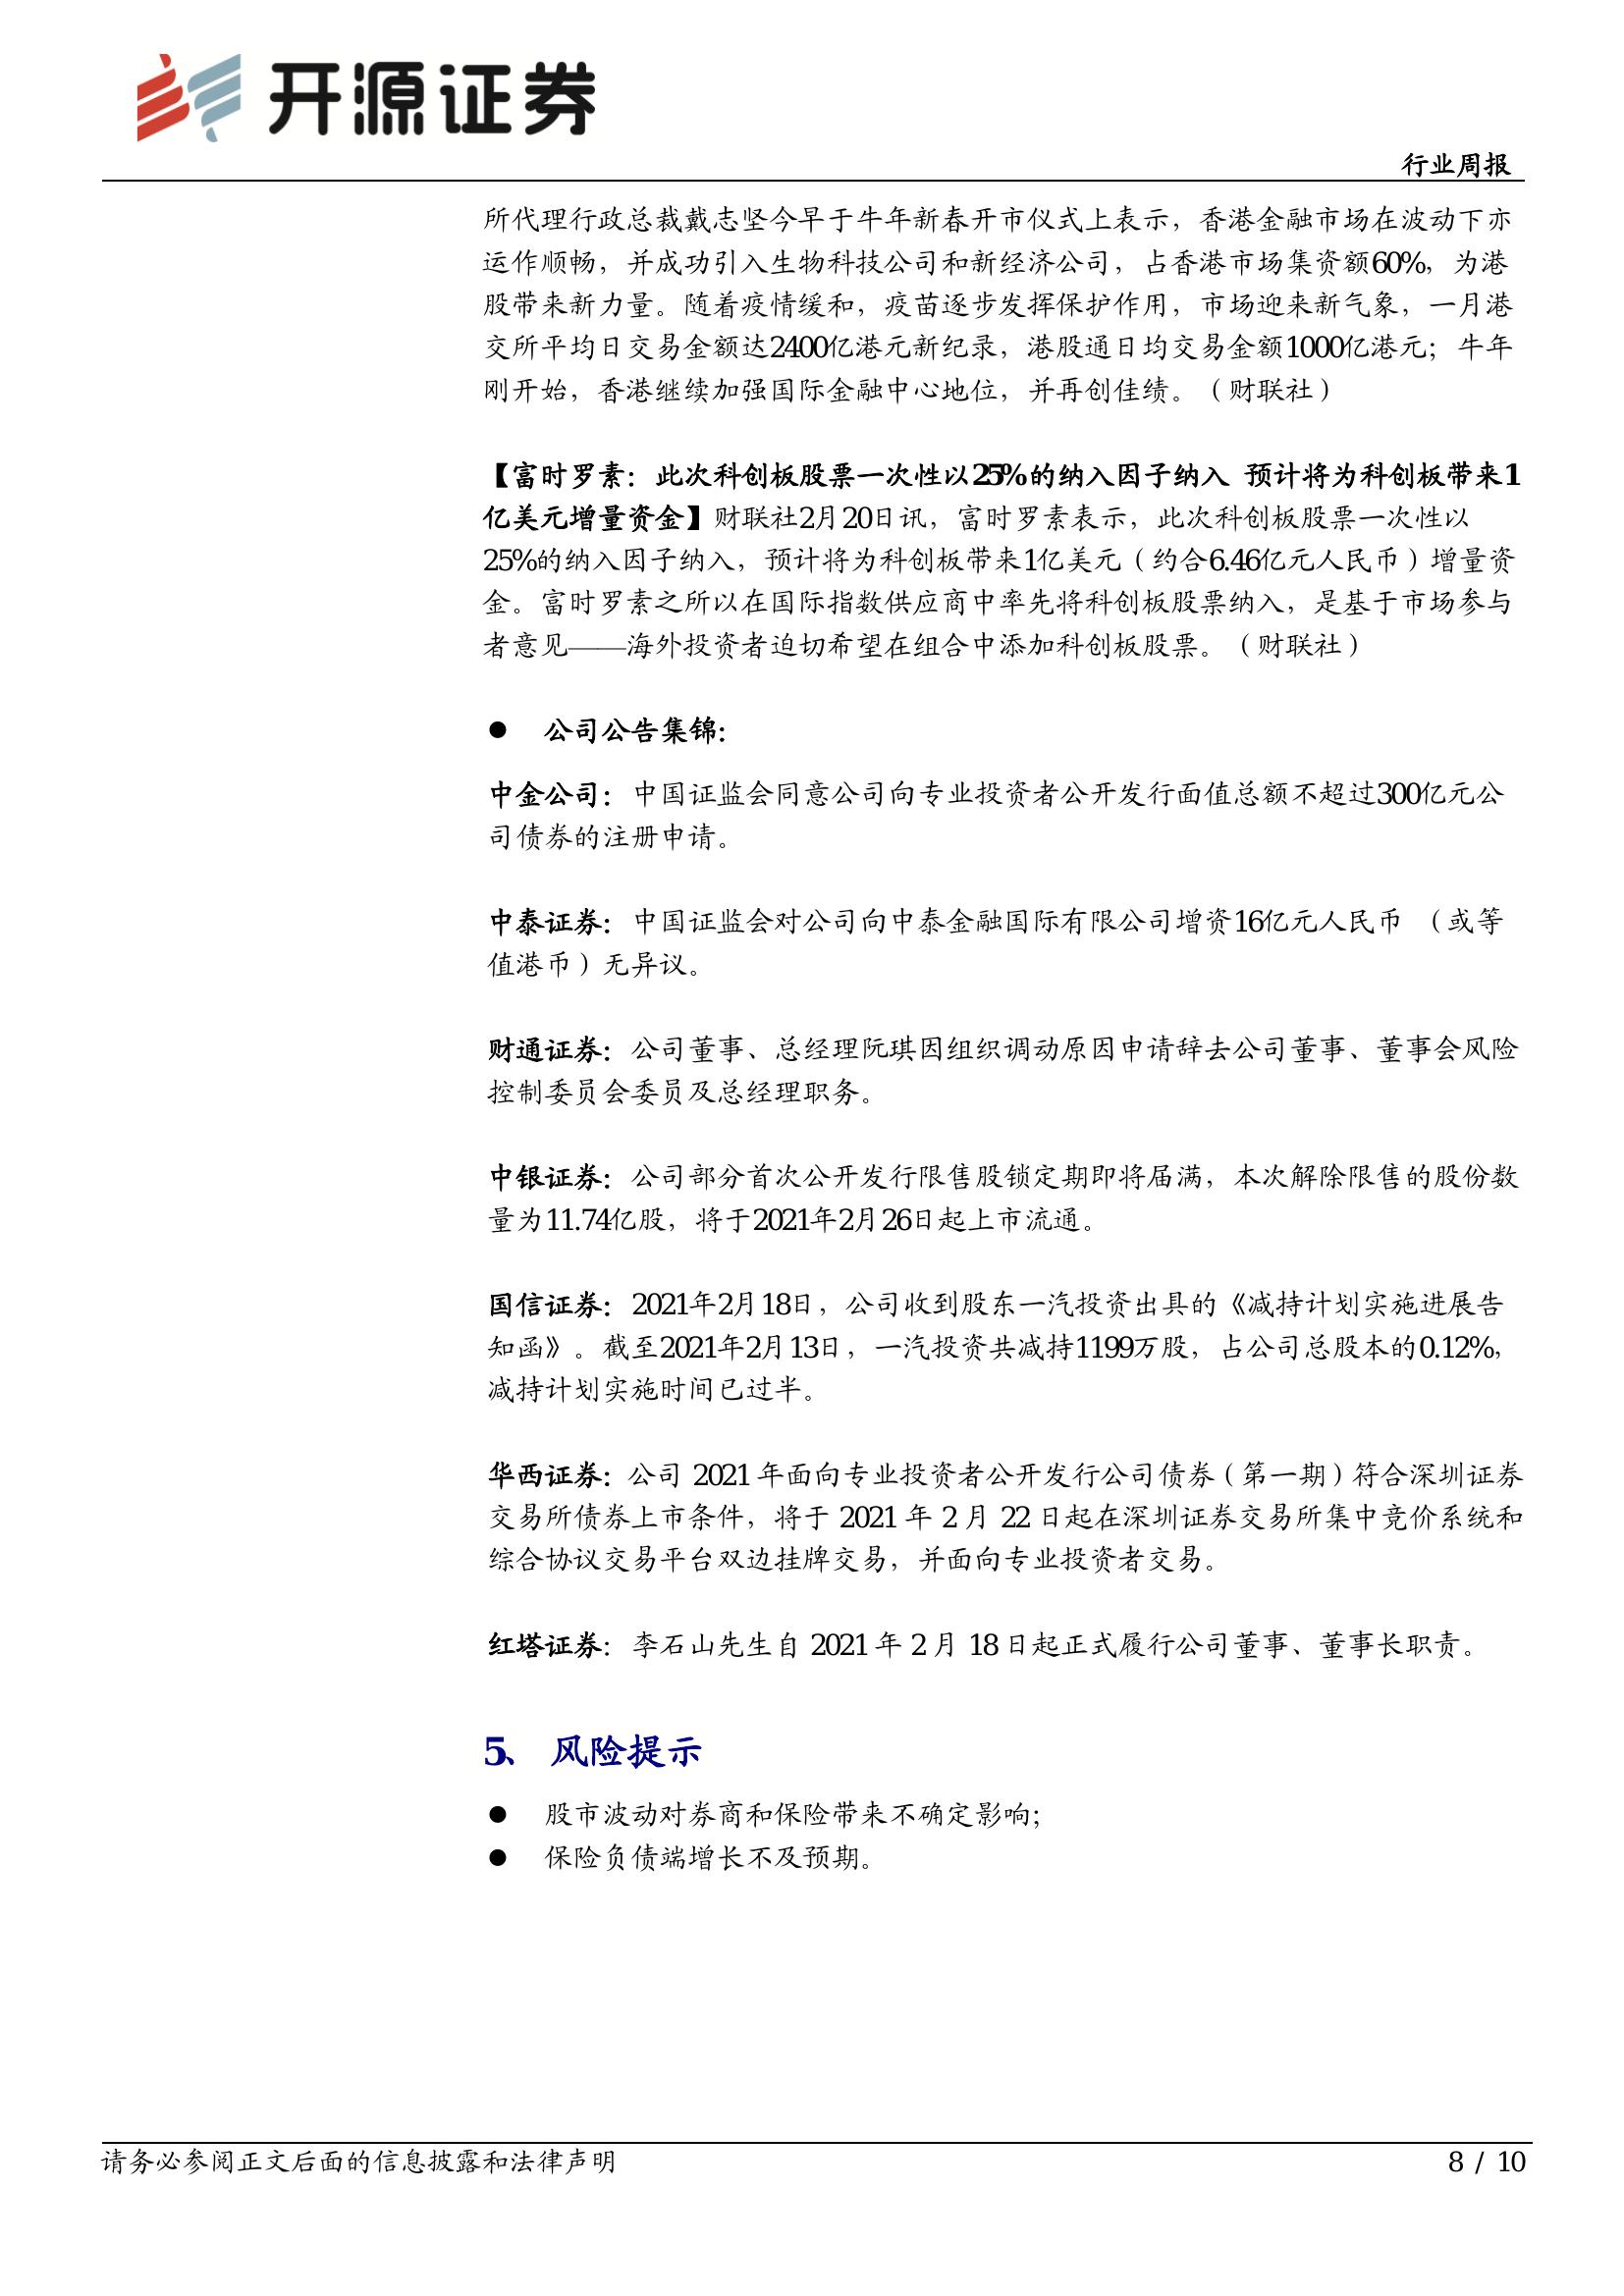 开源证券
行业周报
所代理行政总裁戴志坚今早于牛年新春开市仪式上表示，香港金融市场在波动下亦
运作顺畅，并成功引入生物科技公司和新经济公司，占香港市场集资额60%，为港
股带来新力量。随着疫情缓和，疫苗逐步发挥保护作用，市场迎来新气象，一月港
交所平均日交易金额达2400亿港元新纪录，港股通日均交易金额1000亿港元；牛年
刚开始，香港继续加强国际金融中心地位，并再创佳绩。（财联社）
【富时罗素：此次科创板股票一次性以25%的纳入因子纳入 预计将为科创板带来1
亿美元增量资金】财联社2月20日讯，富时罗素表示，此次科创板股票一次性以
25%的纳入因子纳入，预计将为科创板带来1亿美元（约合6.46亿元人民币）增量资
金。富时罗素之所以在国际指数供应商中率先将科创板股票纳入，是基于市场参与
者意见——海外投资者迫切希望在组合中添加科创板股票。（财联社）
● 公司公告集锦：
中金公司：中国证监会同意公司向专业投资者公开发行面值总额不超过300亿元公
司债券的注册申请。
中泰证券：中国证监会对公司向中泰金融国际有限公司增资16亿元人民币 （或等
值港币）无异议。
财通证券：公司董事、总经理阮琪因组织调动原因申请辞去公司董事、董事会风险
控制委员会委员及总经理职务。
中银证券：公司部分首次公开发行限售股锁定期即将届满，本次解除限售的股份数
量为11.74亿股，将于2021年2月26日起上市流通。
国信证券：2021年2月18日，公司收到股东一汽投资出具的《减持计划实施进展告
知函》。截至2021年2月13日，一汽投资共减持1199万股，占公司总股本的0.12%，
减持计划实施时间已过半。
华西证券：公司 2021 年面向专业投资者公开发行公司债券（第一期）符合深圳证券
交易所债券上市条件，将于 2021 年 2 月 22 日起在深圳证券交易所集中竞价系统和
综合协议交易平台双边挂牌交易，并面向专业投资者交易。
红塔证券：李石山先生自 2021 年 2 月 18 日起正式履行公司董事、董事长职责。
5、 风险提示
● 股市波动对券商和保险带来不确定影响；
● 保险负债端增长不及预期。
请务必参阅正文后面的信息披露和法律声明
8 / 10